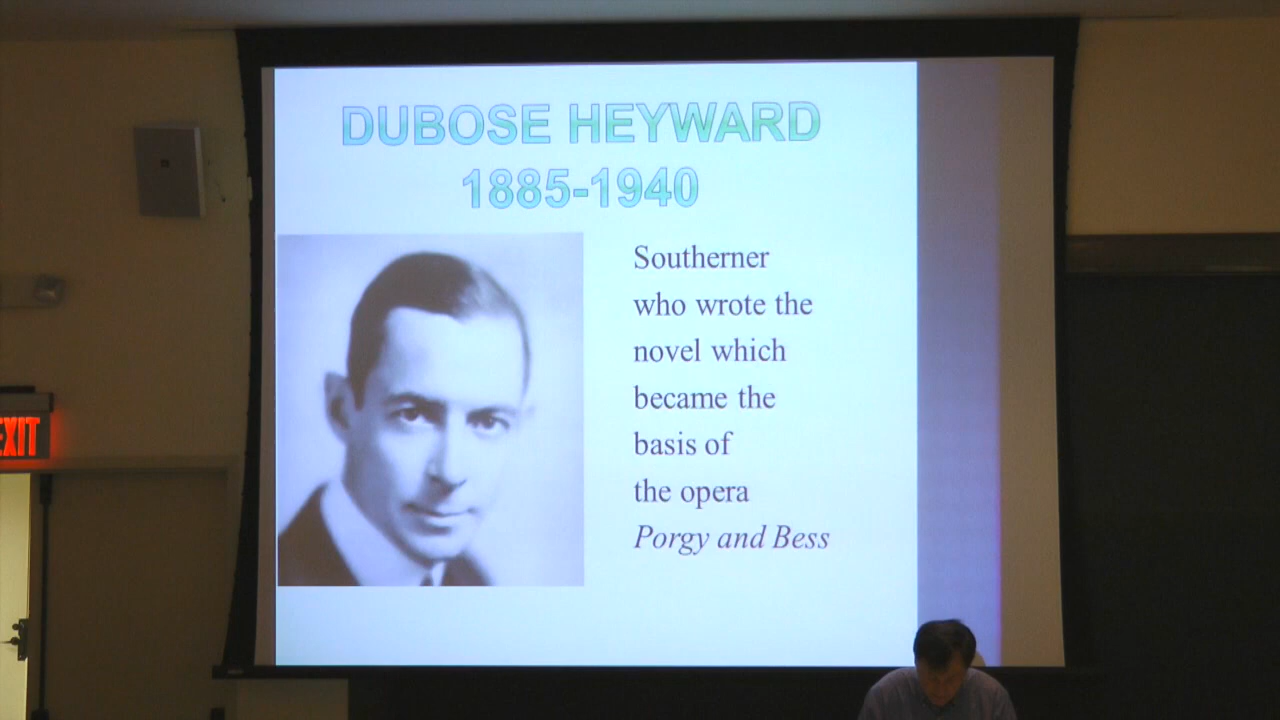 DUBOSE HEYWARD
1885-1940
Southerner
who wrote the
novel which
became the
basis of
the opera
Porgy and Bess
EXIT